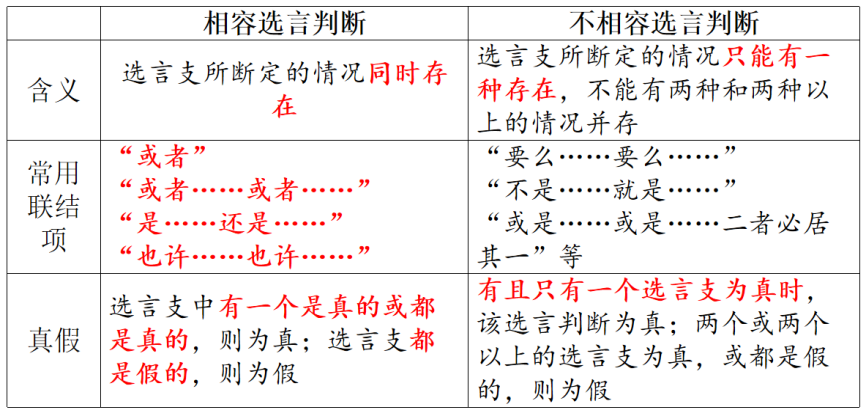 相容选言判断
不相容选言判断
含义
选言支所断定的情况同时存
在
选言支所断定的情况只能有一
种存在，不能有两种和两种以
上的情况并存
常用
联结
项
“或者”
“或者……或者……”
“是……还是……”
“也许……也许……”
“要么……要么……”
“不是……就是……”
“或是……或是……二者必居
其一”等
真假
选言支中有一个是真的或都
是真的，则为真；选言支都
是假的，则为假
有且只有一个选言支为真时，
该选言判断为真；两个或两个
以上的选言支为真，或都是假
的，则为假